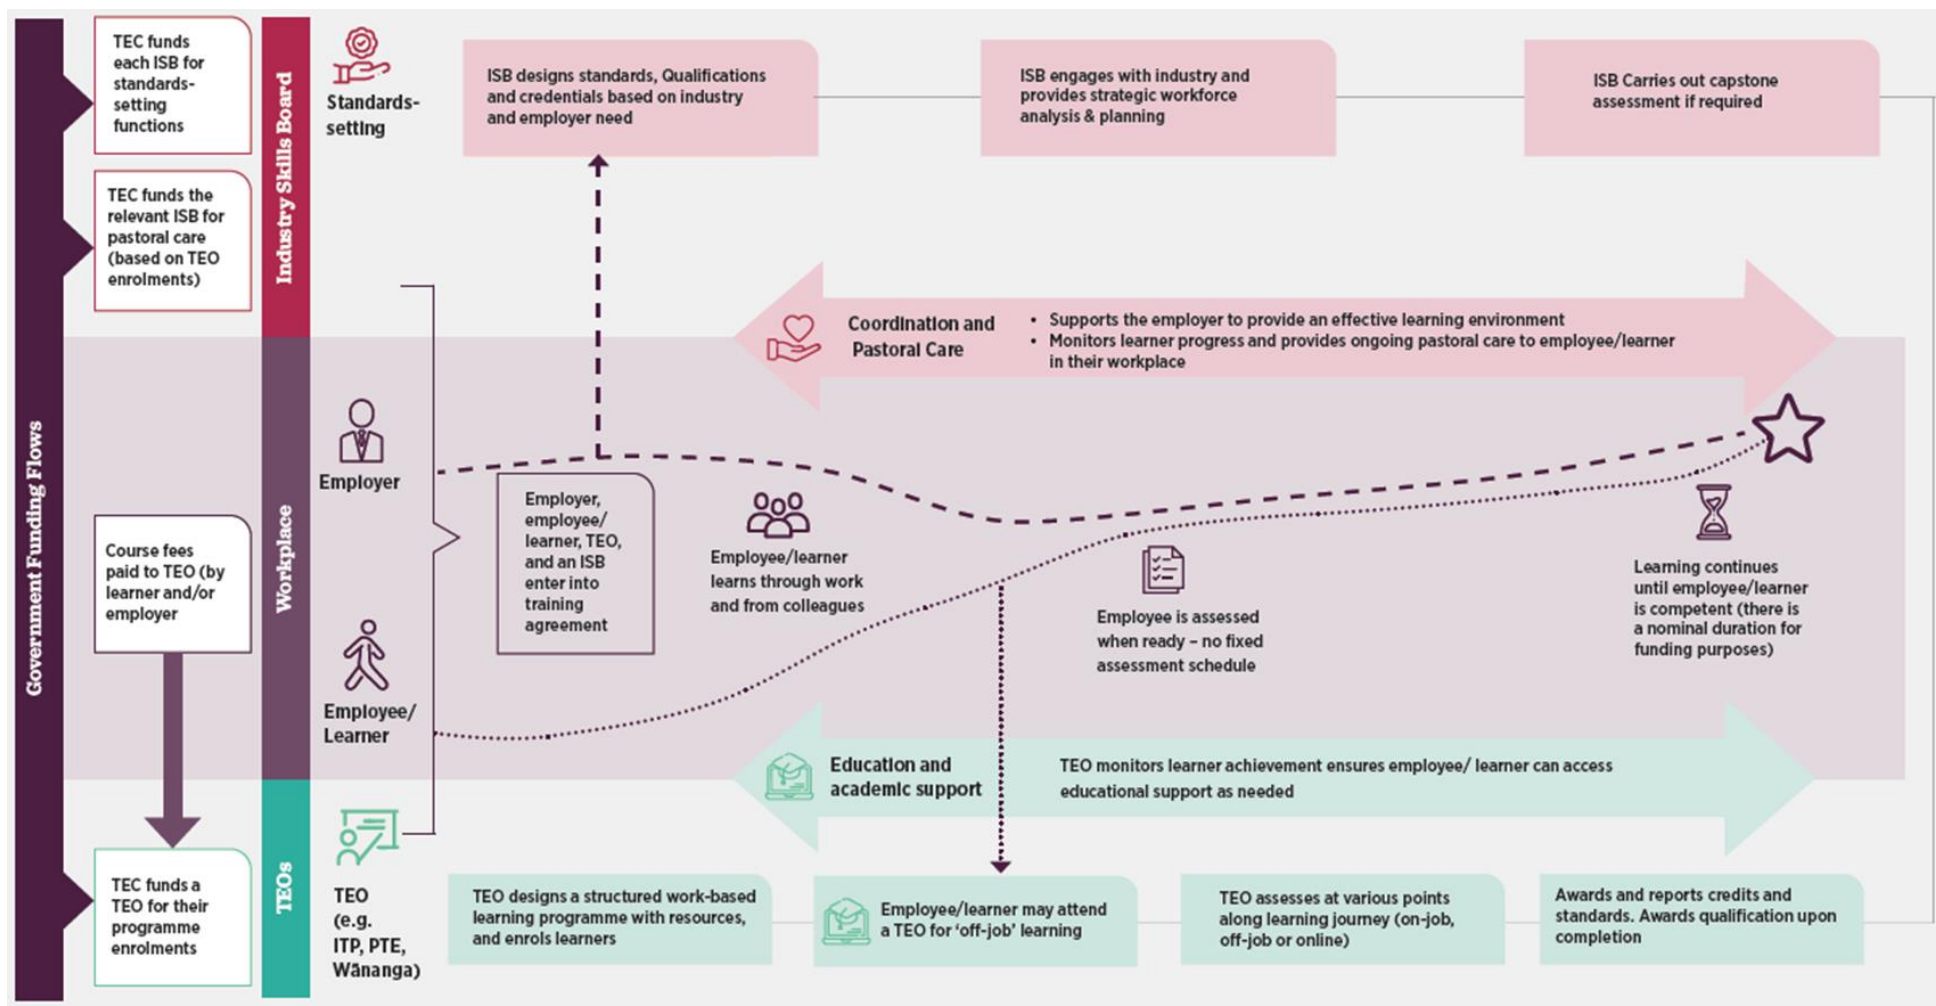 Government Funding Flows
TEC funds
each ISB for
standards-
setting
functions
TEC funds the
relevant ISB for
pastoral care
(based on TEO
enrolments)
Course fees
paid to TEO (by
learner and/or
employer
TEC funds a
TEO for their
programme
enrolments
Industry Skills Board
Workplace
TEOs
Standards-
setting
ISB designs standards, Qualifications
and credentials based on industry
and employer need
ISB engages with industry and
provides strategic workforce
analysis & planning
ISB Carries out capstone
assessment if required
Coordination and
Pastoral Care
• Supports the employer to provide an effective learning environment
• Monitors learner progress and provides ongoing pastoral care to employee/learner
in their workplace
Employer
Employee/
Learner
Employer,
employee/
learner, TEO,
and an ISB
enter into
training
agreement
Employee/learner
learns through work
and from colleagues
Employee is assessed
when ready – no fixed
assessment schedule
Learning continues
until employee/learner
is competent (there is
a nominal duration for
funding purposes)
Education and
academic support
TEO monitors learner achievement ensures employee/ learner can access
educational support as needed
TEO
(e.g.
ITP, PTE,
Wānanga)
TEO designs a structured work-based
learning programme with resources,
and enrols learners
Employee/learner may attend
a TEO for ‘off-job’ learning
TEO assesses at various points
along learning journey (on-job,
off-job or online)
Awards and reports credits and
standards. Awards qualification upon
completion